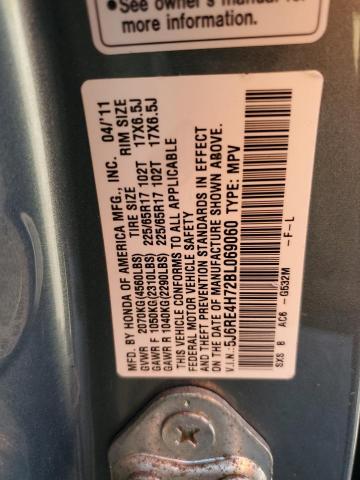 See owner's manual for
more information.
MFD. BY HONDA OF AMERICA MFG., INC. 04/'11
TIRE SIZE RIM SIZE
GVWR 2070KG(4560LBS) 225/65R17 102T 17X6.5J
GAWR F 1050KG(2310LBS) 225/65R17 102T 17X6.5J
GAWR R 1040KG(2290LBS)
THIS VEHICLE CONFORMS TO ALL APPLICABLE
FEDERAL MOTOR VEHICLE SAFETY
AND THEFT PREVENTION STANDARDS IN EFFECT
ON THE DATE OF MANUFACTURE SHOWN ABOVE.
V.I.N. 5J6RE4H72BL069060 TYPE: MPV
SXS B AC6 -G532M -F-L